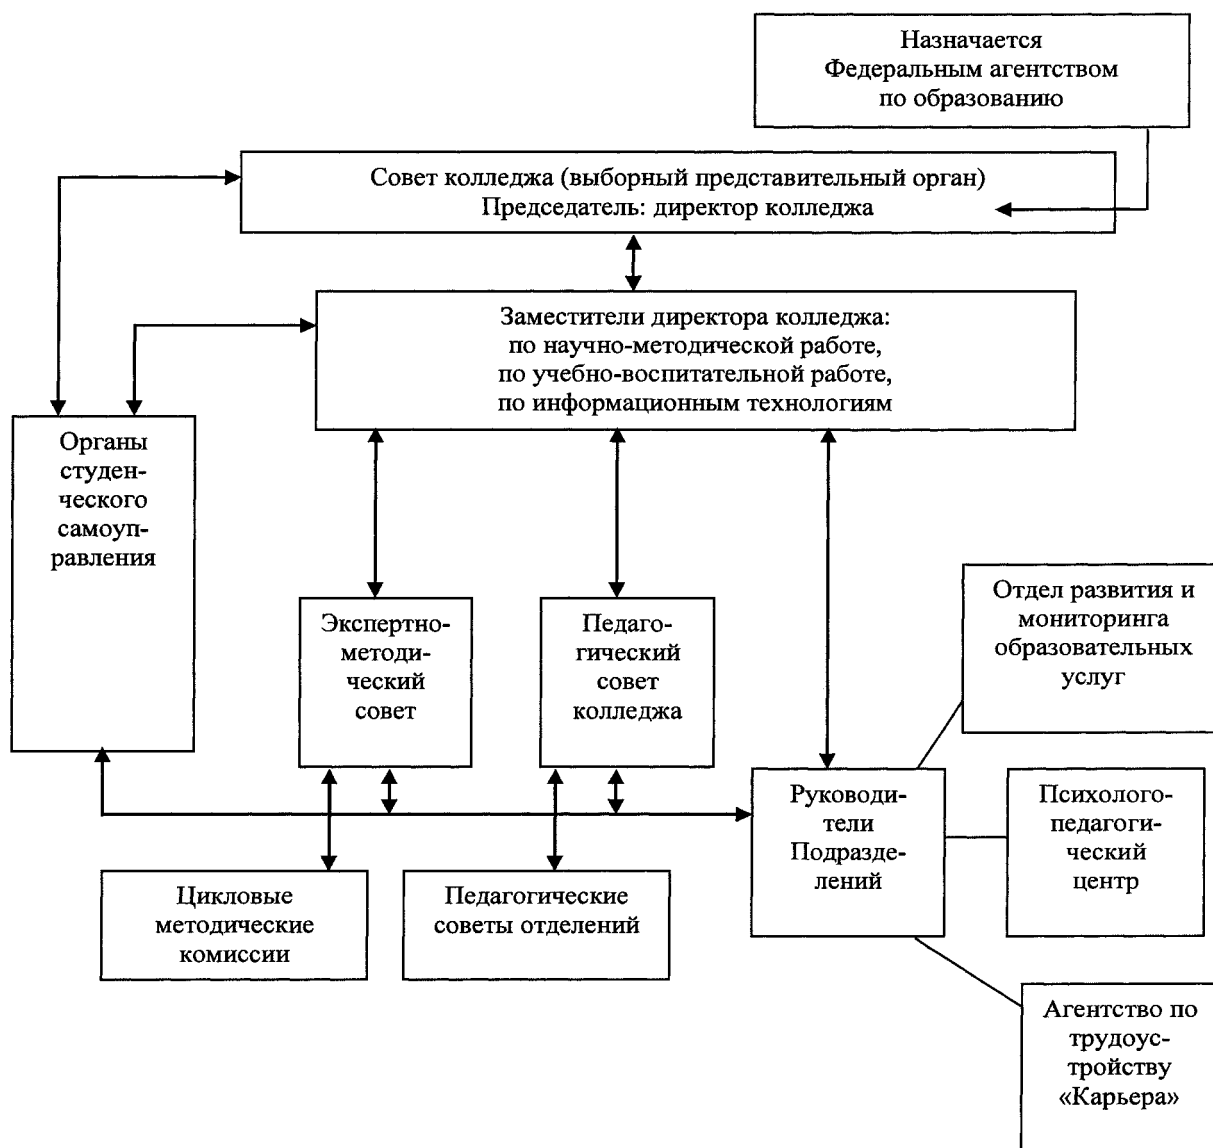 Назначается
Федеральным агентством
по образованию
Совет колледжа (выборный представительный орган)
Председатель: директор колледжа
Заместители директора колледжа:
по научно-методической работе,
по учебно-воспитательной работе,
по информационным технологиям
Органы
студен-
ческого
самоуп-
равления
Экспертно-
методи-
ческий
совет
Педаго-
гический
совет
колледжа
Отдел развития и
мониторинга
образовательных
услуг
Руководи-
тели
Подразде-
лений
Психолого-
педагоги-
ческий
центр
Цикловые
методические
комиссии
Педагогические
советы отделений
Агентство по
трудоус-
тройству
«Карьера»